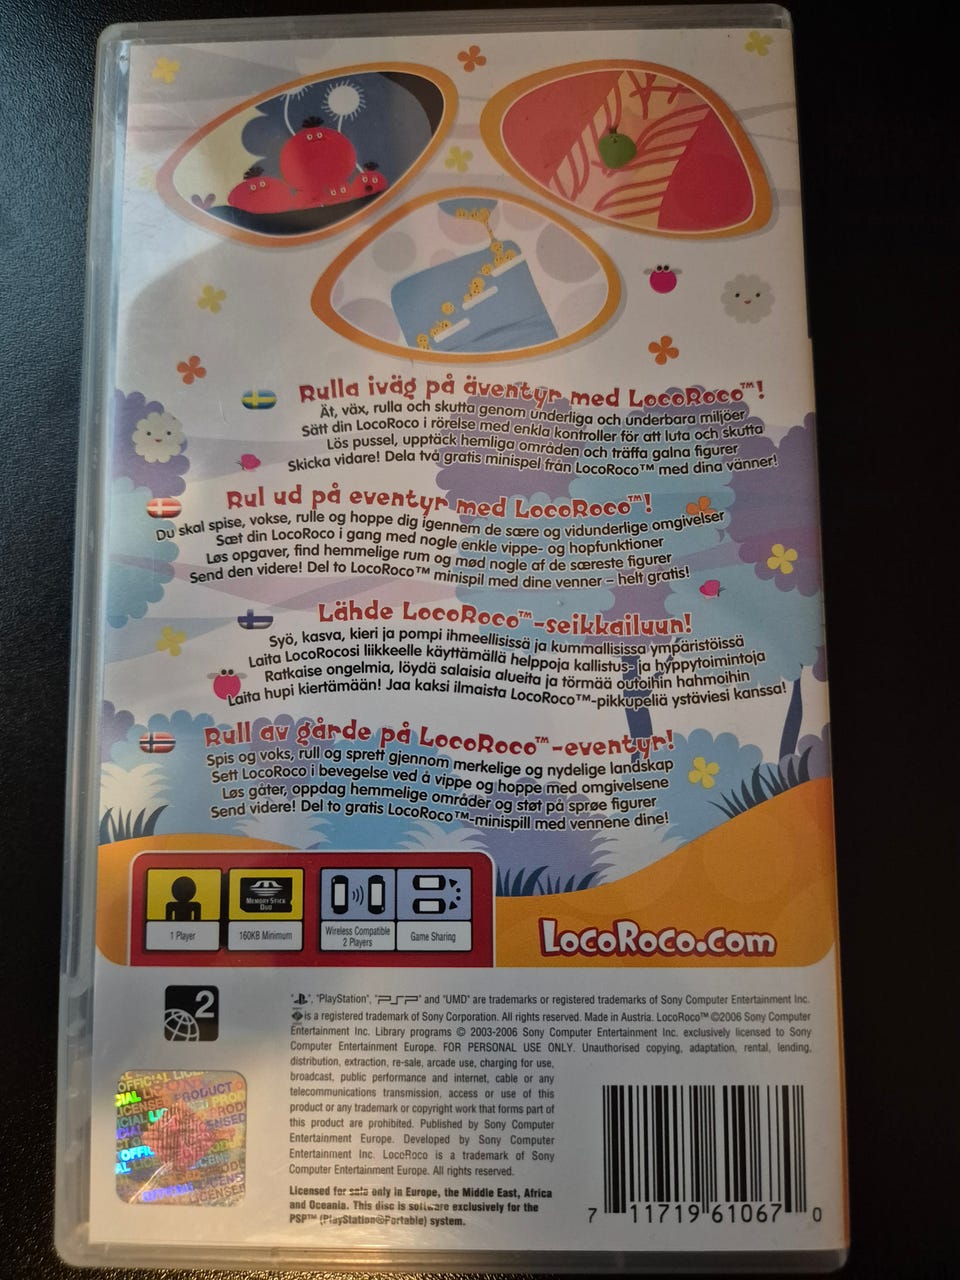 Rulla iväg på äventyr med LocoRoco™!
Ät, väx, rulla och skutta genom underliga och underbara miljöer
Sätt din LocoRoco i rörelse med enkla kontroller för att luta och skutta
Lös pussel, upptäck hemliga områden och träffa galna figurer
Skicka vidare! Dela två gratis minispel från LocoRoco™ med dina vänner!
Rul ud på eventyr med LocoRoco™!
Du skal spise, vokse, rulle og hoppe dig igennem de sære og vidunderlige omgivelser
Sæt din LocoRoco i gang med nogle enkle vippe- og hopfunktioner
Løs opgaver, find hemmelige rum og mød nogle af de særeste figurer
Send den videre! Del to LocoRoco™ minispil med dine venner – helt gratis!
Lähde LocoRoco™-seikkailuun!
Syö, kasva, kieri ja pompi ihmeellisissä ja kummallisissa ympäristöissä
Laita LocoRocosi liikkeelle käyttämällä helppoja kallistus- ja hyppytoimintoja
Ratkaise ongelmia, löydä salaisia alueita ja törmää outoihin hahmoihin
Laita hupi kiertämään! Jaa kaksi ilmaista LocoRoco™-pikkupeliä ystäviesi kanssa!
Rull av gårde på LocoRoco™-eventyr!
Spis og voks, rull og sprett gjennom merkelige og nydelige landskap
Sett LocoRoco i bevegelse ved å vippe og hoppe med omgivelsene
Løs gåter, oppdag hemmelige områder og støt på sprøe figurer
Send videre! Del to gratis LocoRoco™-minispill med vennene dine!
MEMORY STICK
DUO
1 Player
160KB Minimum
Wireless Compatible
2 Players
Game Sharing
LocoRoco.com
2
"", "PlayStation", "PSP" and "UMD" are trademarks or registered trademarks of Sony Computer Entertainment Inc.
is a registered trademark of Sony Corporation. All rights reserved. Made in Austria. LocoRoco™ ©2006 Sony Computer
Entertainment Inc. Library programs © 2003-2006 Sony Computer Entertainment Inc. exclusively licensed to Sony
Computer Entertainment Europe. FOR PERSONAL USE ONLY. Unauthorised copying, adaptation, rental, lending,
distribution, extraction, re-sale, arcade use, charging for use,
broadcast, public performance and internet, cable or any
telecommunications transmission, access or use of this
product or any trademark or copyright work that forms part of
this product are prohibited. Published by Sony Computer
Entertainment Europe. Developed by Sony Computer
Entertainment Inc. LocoRoco is a trademark of Sony
Computer Entertainment Europe. All rights reserved.
Licensed for sale only in Europe, the Middle East, Africa
and Oceania. This disc is software exclusively for the
PSP™ (PlayStation®Portable) system.
7 11719 61067 0